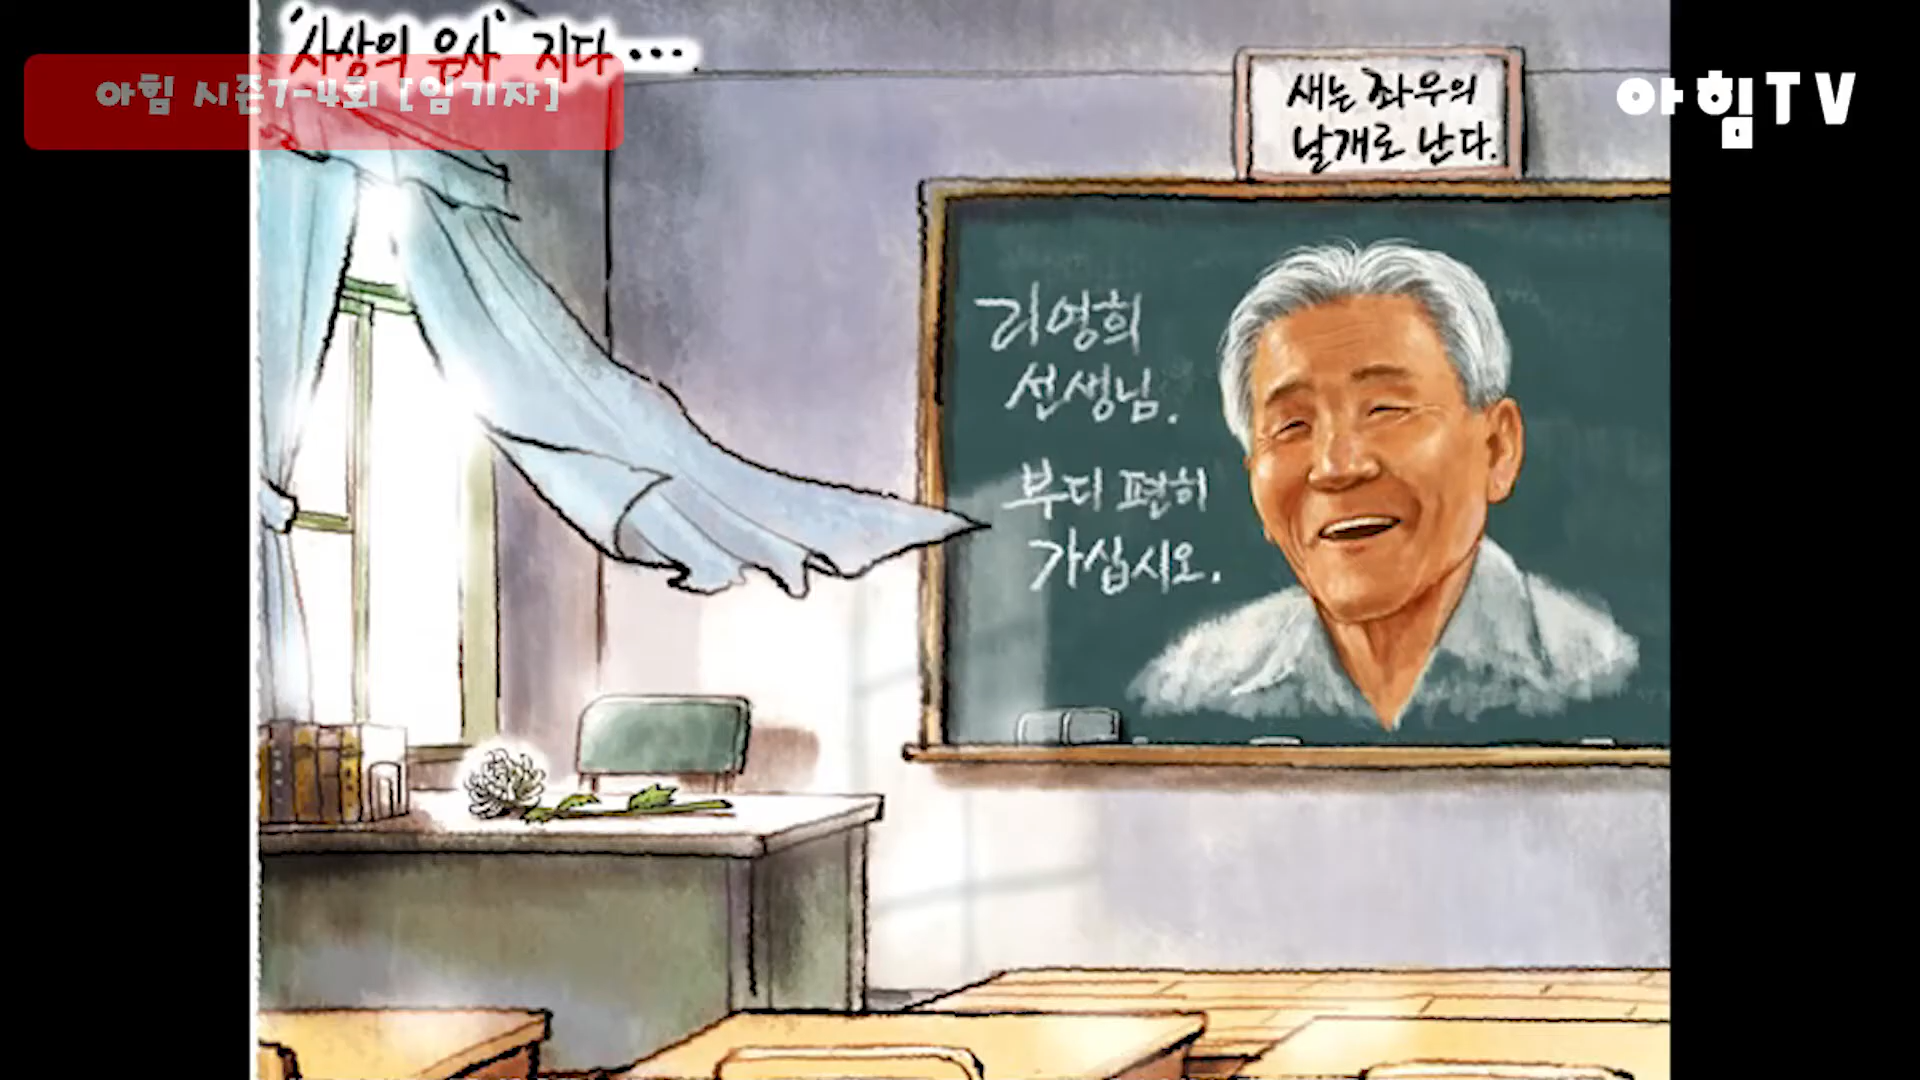 '사상의 은사' 지다...
아힘 시즌7-4회 [임기자]
새는 좌우의
날개로 난다.
아힘TV
리영희
선생님.
부디 편히
가십시오.